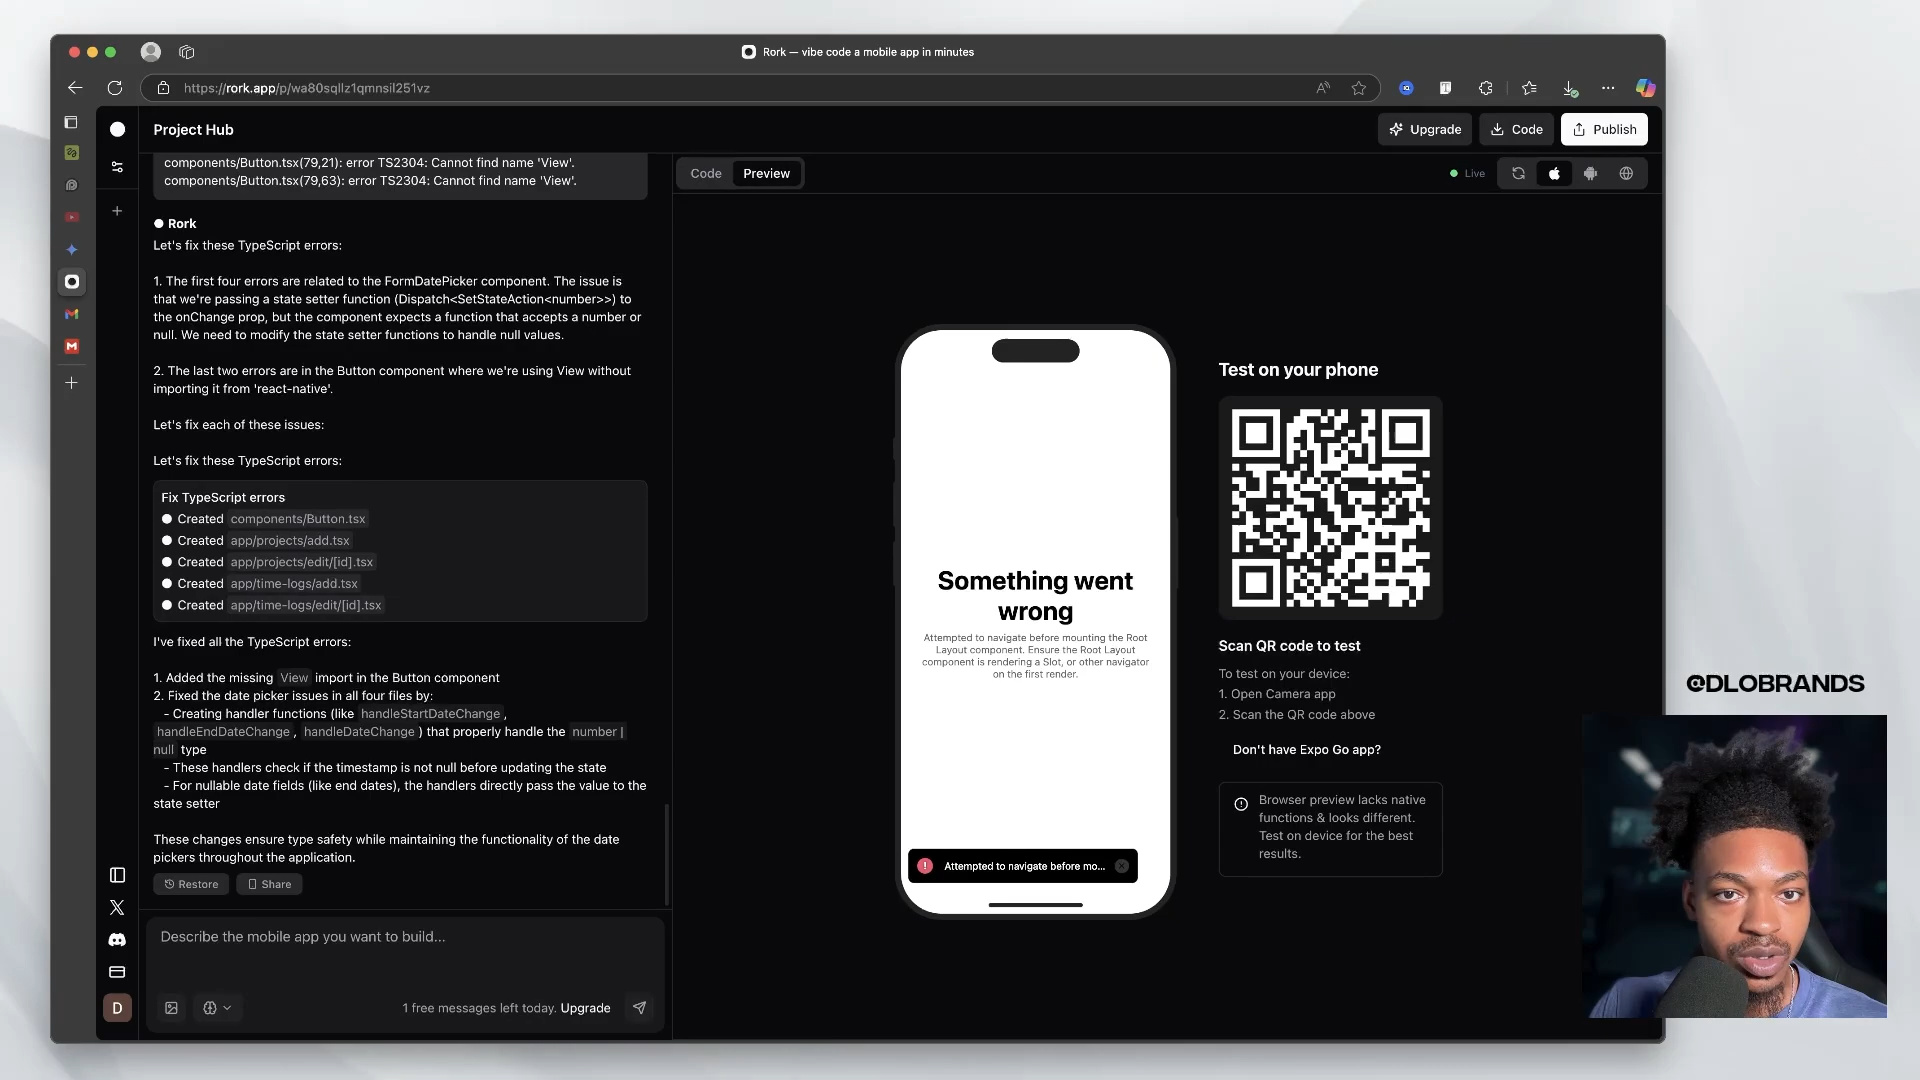 Rork — vibe code a mobile app in minutes
https://rork.app/p/wa80sqllz1qmnsil251vz
Project Hub
Upgrade
Code
Publish
components/Button.tsx(79,21): error TS2304: Cannot find name 'View'.
components/Button.tsx(79,63): error TS2304: Cannot find name 'View'.
Code
Preview
Live
Rork
Let's fix these TypeScript errors:
1. The first four errors are related to the FormDatePicker component. The issue is
that we're passing a state setter function (Dispatch<SetStateAction<number>>) to
the onChange prop, but the component expects a function that accepts a number or
null. We need to modify the state setter functions to handle null values.
2. The last two errors are in the Button component where we're using View without
importing it from 'react-native'.
Let's fix each of these issues:
Let's fix these TypeScript errors:
Fix TypeScript errors
Created components/Button.tsx
Created app/projects/add.tsx
Created app/projects/edit/[id].tsx
Created app/time-logs/add.tsx
Created app/time-logs/edit/[id].tsx
I've fixed all the TypeScript errors:
1. Added the missing View import in the Button component
2. Fixed the date picker issues in all four files by:
- Creating handler functions (like handleStartDateChange,
handleEndDateChange, handleDateChange) that properly handle the number |
null type
- These handlers check if the timestamp is not null before updating the state
- For nullable date fields (like end dates), the handlers directly pass the value to the
state setter
These changes ensure type safety while maintaining the functionality of the date
pickers throughout the application.
Restore
Share
Describe the mobile app you want to build...
1 free messages left today. Upgrade
D
Something went
wrong
Attempted to navigate before mounting the Root
Layout component. Ensure the Root Layout
component is rendering a Slot, or other navigator
on the first render.
Attempted to navigate before mo...
Test on your phone
Scan QR code to test
To test on your device:
1. Open Camera app
2. Scan the QR code above
Don't have Expo Go app?
Browser preview lacks native
functions & looks different.
Test on device for the best
results.
@DLOBRANDS